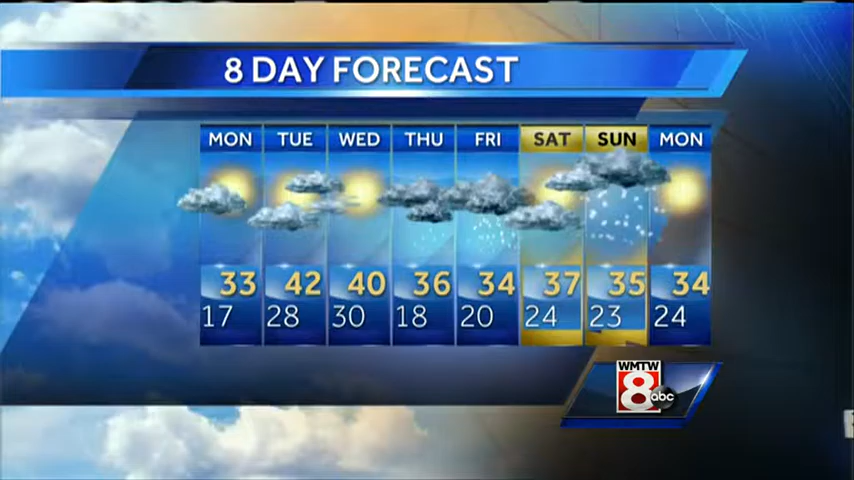 8 DAY FORECAST
MON TUE WED THU FRI SAT SUN MON
33 42 40 36 34 37 35 34
17 28 30 18 20 24 23 24
WMTW
8 abc